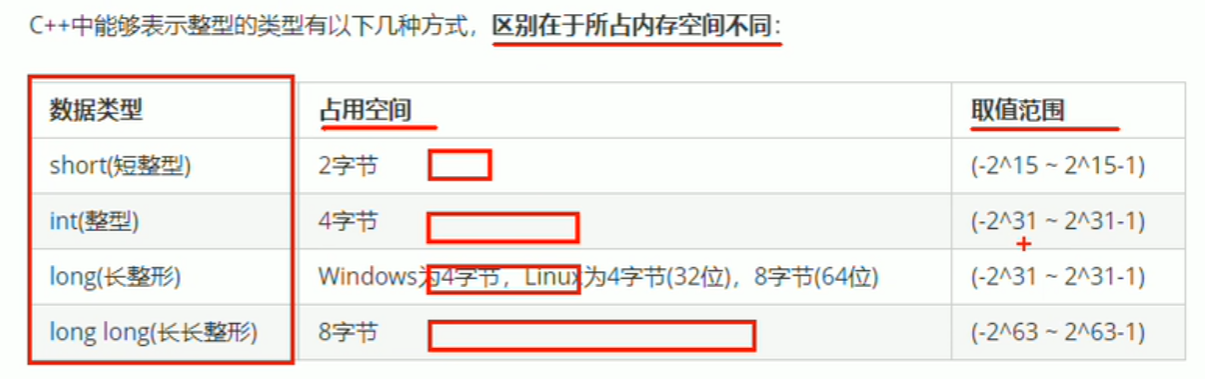 C++中能够表示整型的类型有以下几种方式，区别在于所占内存空间不同：
数据类型 占用空间 取值范围
short(短整型) 2字节 (-2^15 ~ 2^15-1)
int(整型) 4字节 (-2^31 ~ 2^31-1)
long(长整形) Windows为4字节，Linux为4字节(32位)，8字节(64位) (-2^31 ~ 2^31-1)
long long(长长整形) 8字节 (-2^63 ~ 2^63-1)